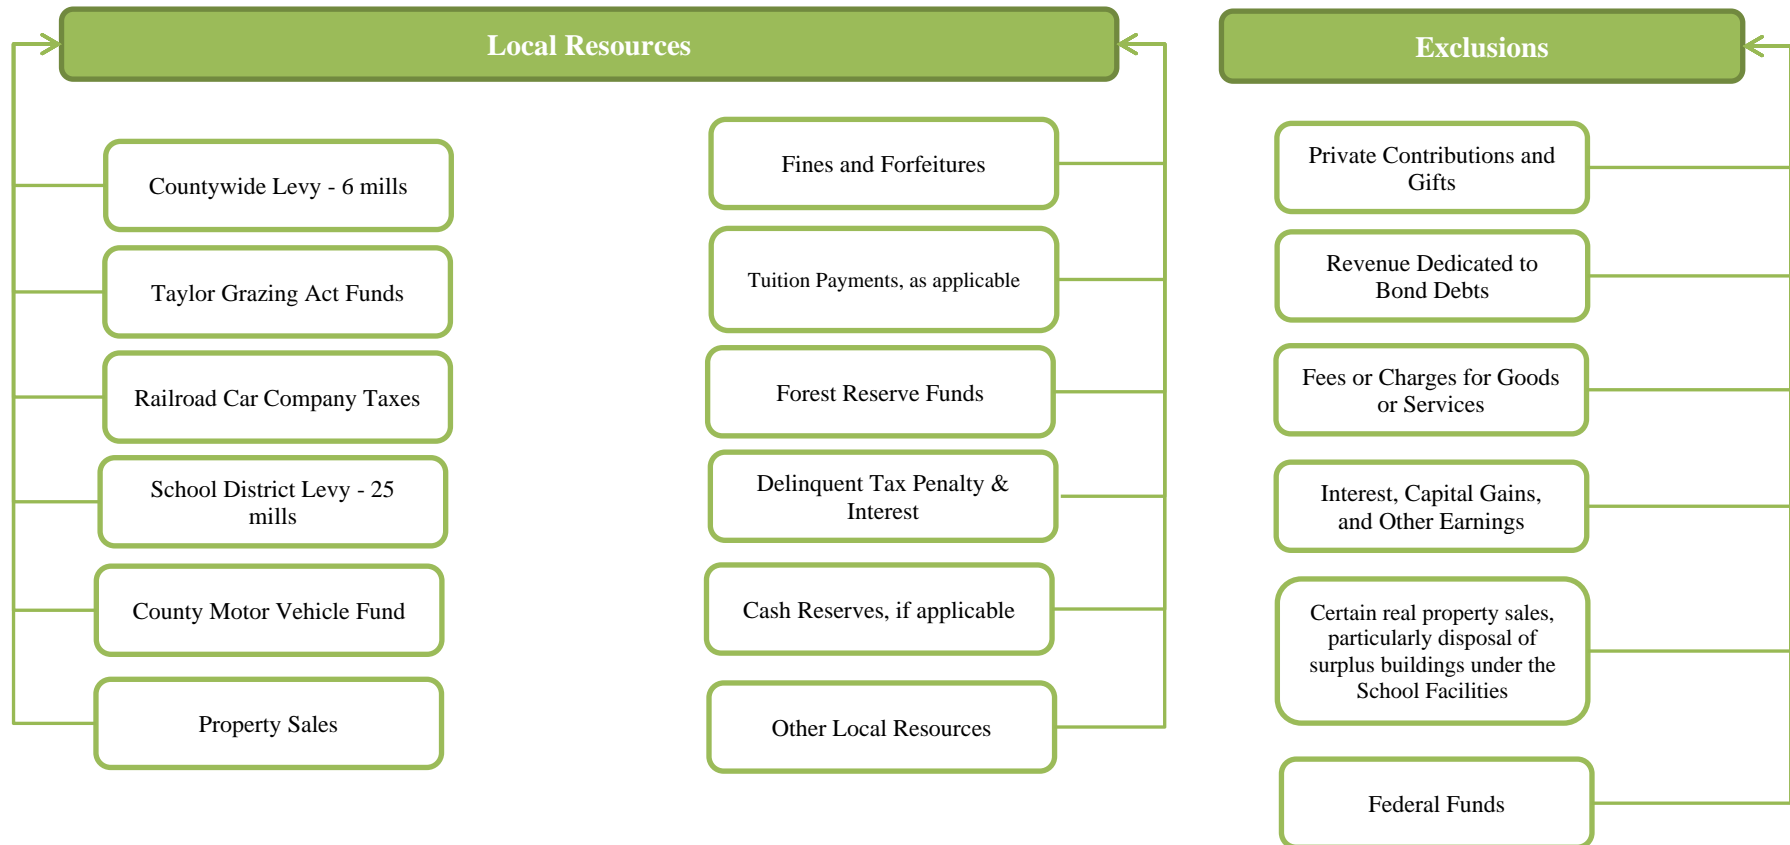 Local Resources
Countywide Levy - 6 mills
Taylor Grazing Act Funds
Railroad Car Company Taxes
School District Levy - 25
mills
County Motor Vehicle Fund
Property Sales
Fines and Forfeitures
Tuition Payments, as applicable
Forest Reserve Funds
Delinquent Tax Penalty &
Interest
Cash Reserves, if applicable
Other Local Resources
Exclusions
Private Contributions and
Gifts
Revenue Dedicated to
Bond Debts
Fees or Charges for Goods
or Services
Interest, Capital Gains,
and Other Earnings
Certain real property sales,
particularly disposal of
surplus buildings under the
School Facilities
Federal Funds